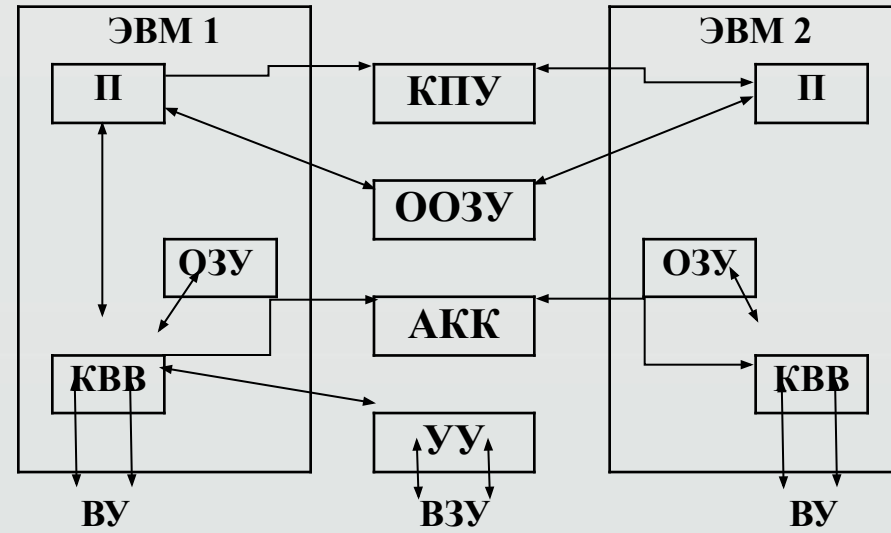 ЭВМ 1
ЭВМ 2
П
КПУ
П
ООЗУ
ОЗУ
ОЗУ
АКК
КВВ
КВВ
УУ
ВУ
ВЗУ
ВУ